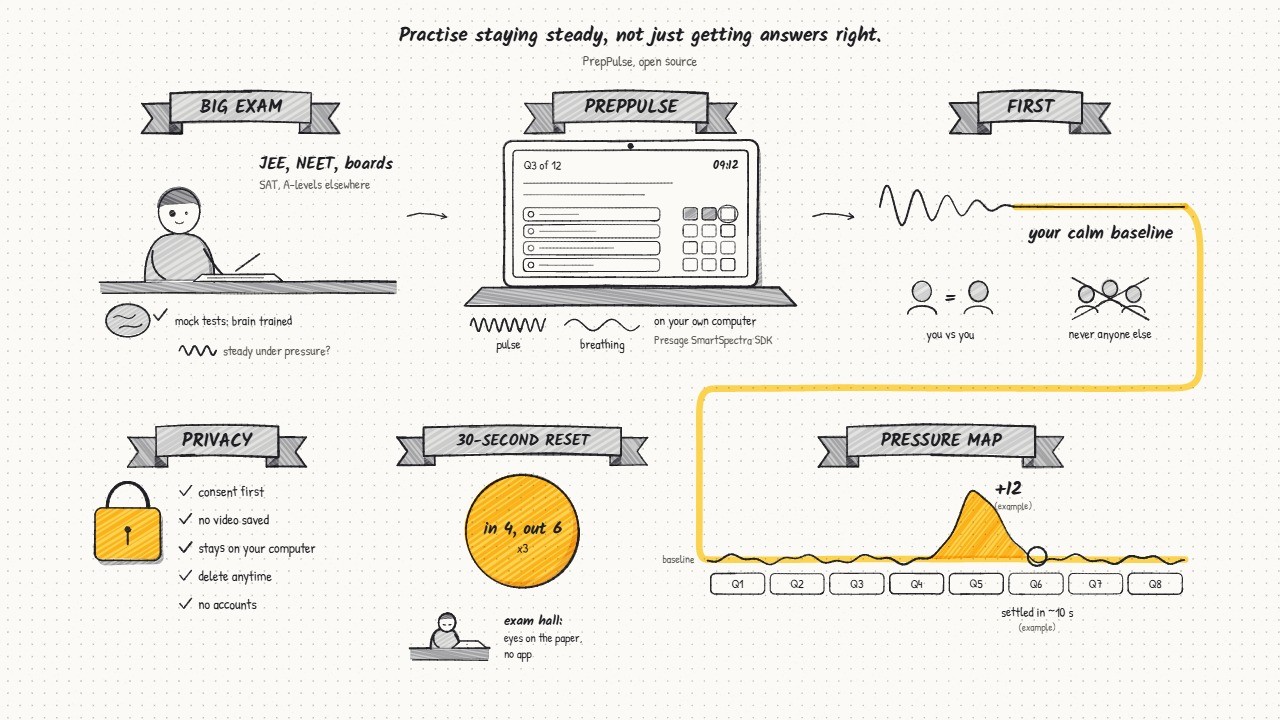 Practise staying steady, not just getting answers right.
PrepPulse, open source
BIG EXAM
JEE, NEET, boards
SAT, A-levels elsewhere
mock tests: brain trained
steady under pressure?
PREPPULSE
Q3 of 12
09:12
pulse
breathing
on your own computer
Presage SmartSpectra SDK
FIRST
your calm baseline
=
you vs you
never anyone else
PRIVACY
consent first
no video saved
stays on your computer
delete anytime
no accounts
30-SECOND RESET
in 4, out 6
x3
exam hall:
eyes on the paper,
no app
PRESSURE MAP
+12
(example)
baseline
Q1 Q2 Q3 Q4 Q5 Q6 Q7 Q8
settled in ~10 s
(example)